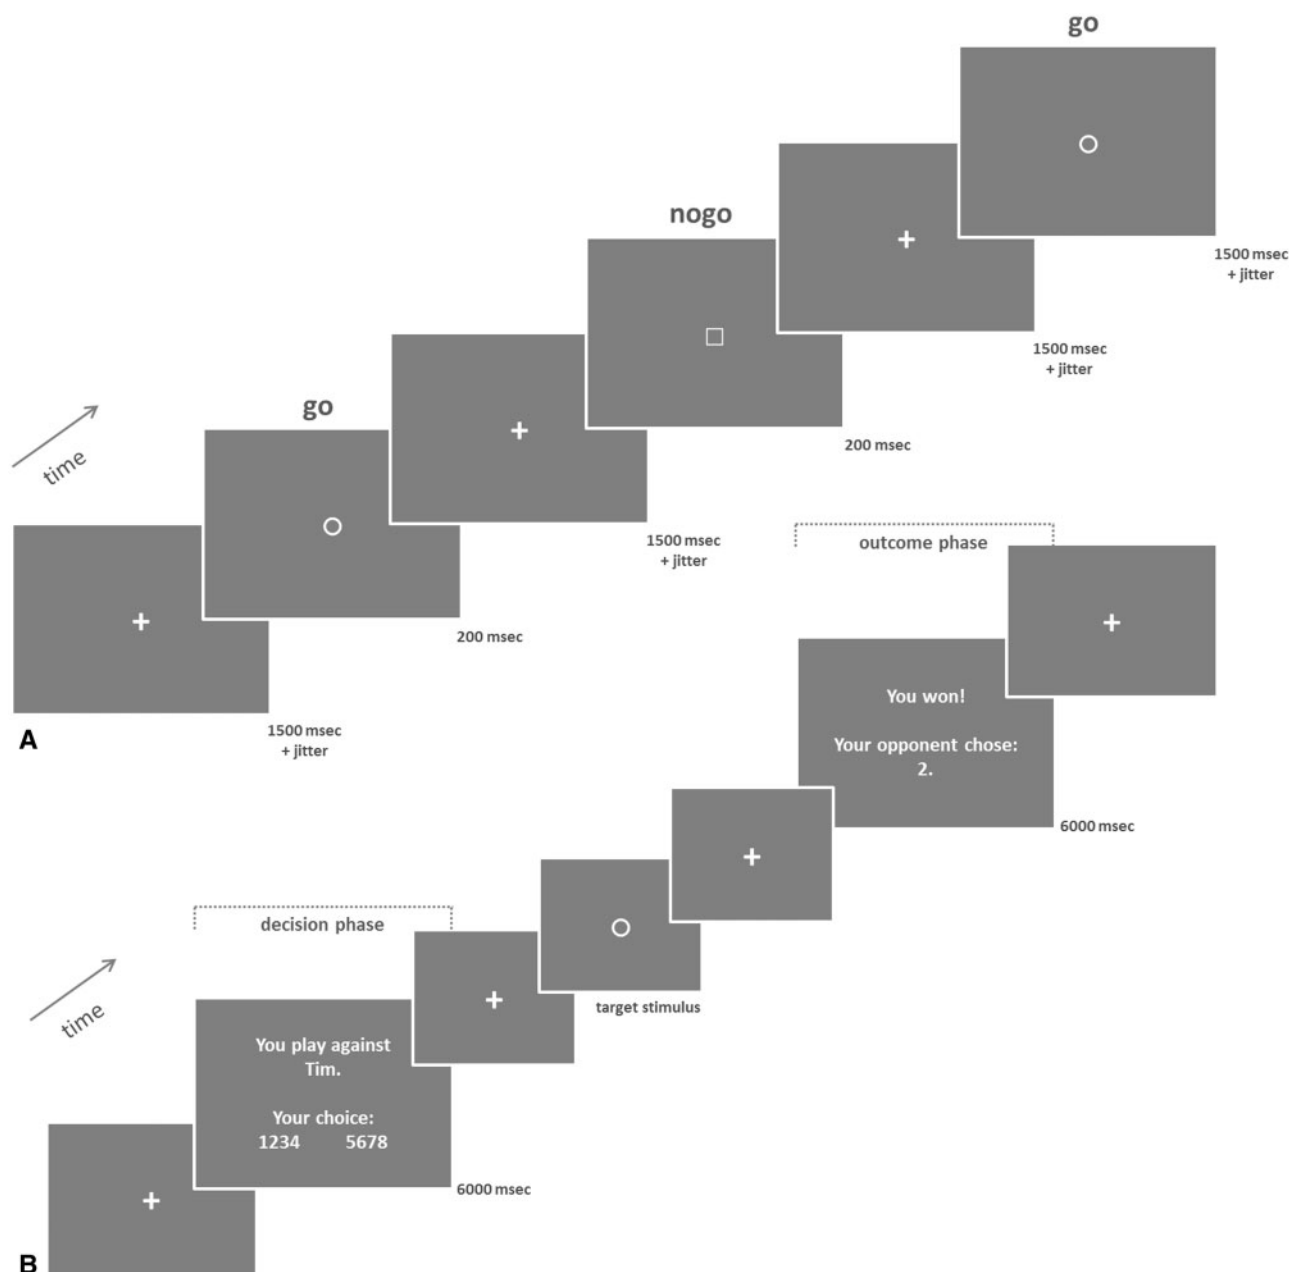 go
1500 msec
+ jitter
nogo
1500 msec
+ jitter
200 msec
go
time
1500 msec
+ jitter
200 msec
1500 msec
+ jitter
A
outcome phase
You won!
Your opponent chose:
2.
6000 msec
decision phase
time
target stimulus
You play against
Tim.
Your choice:
1234 5678
6000 msec
B